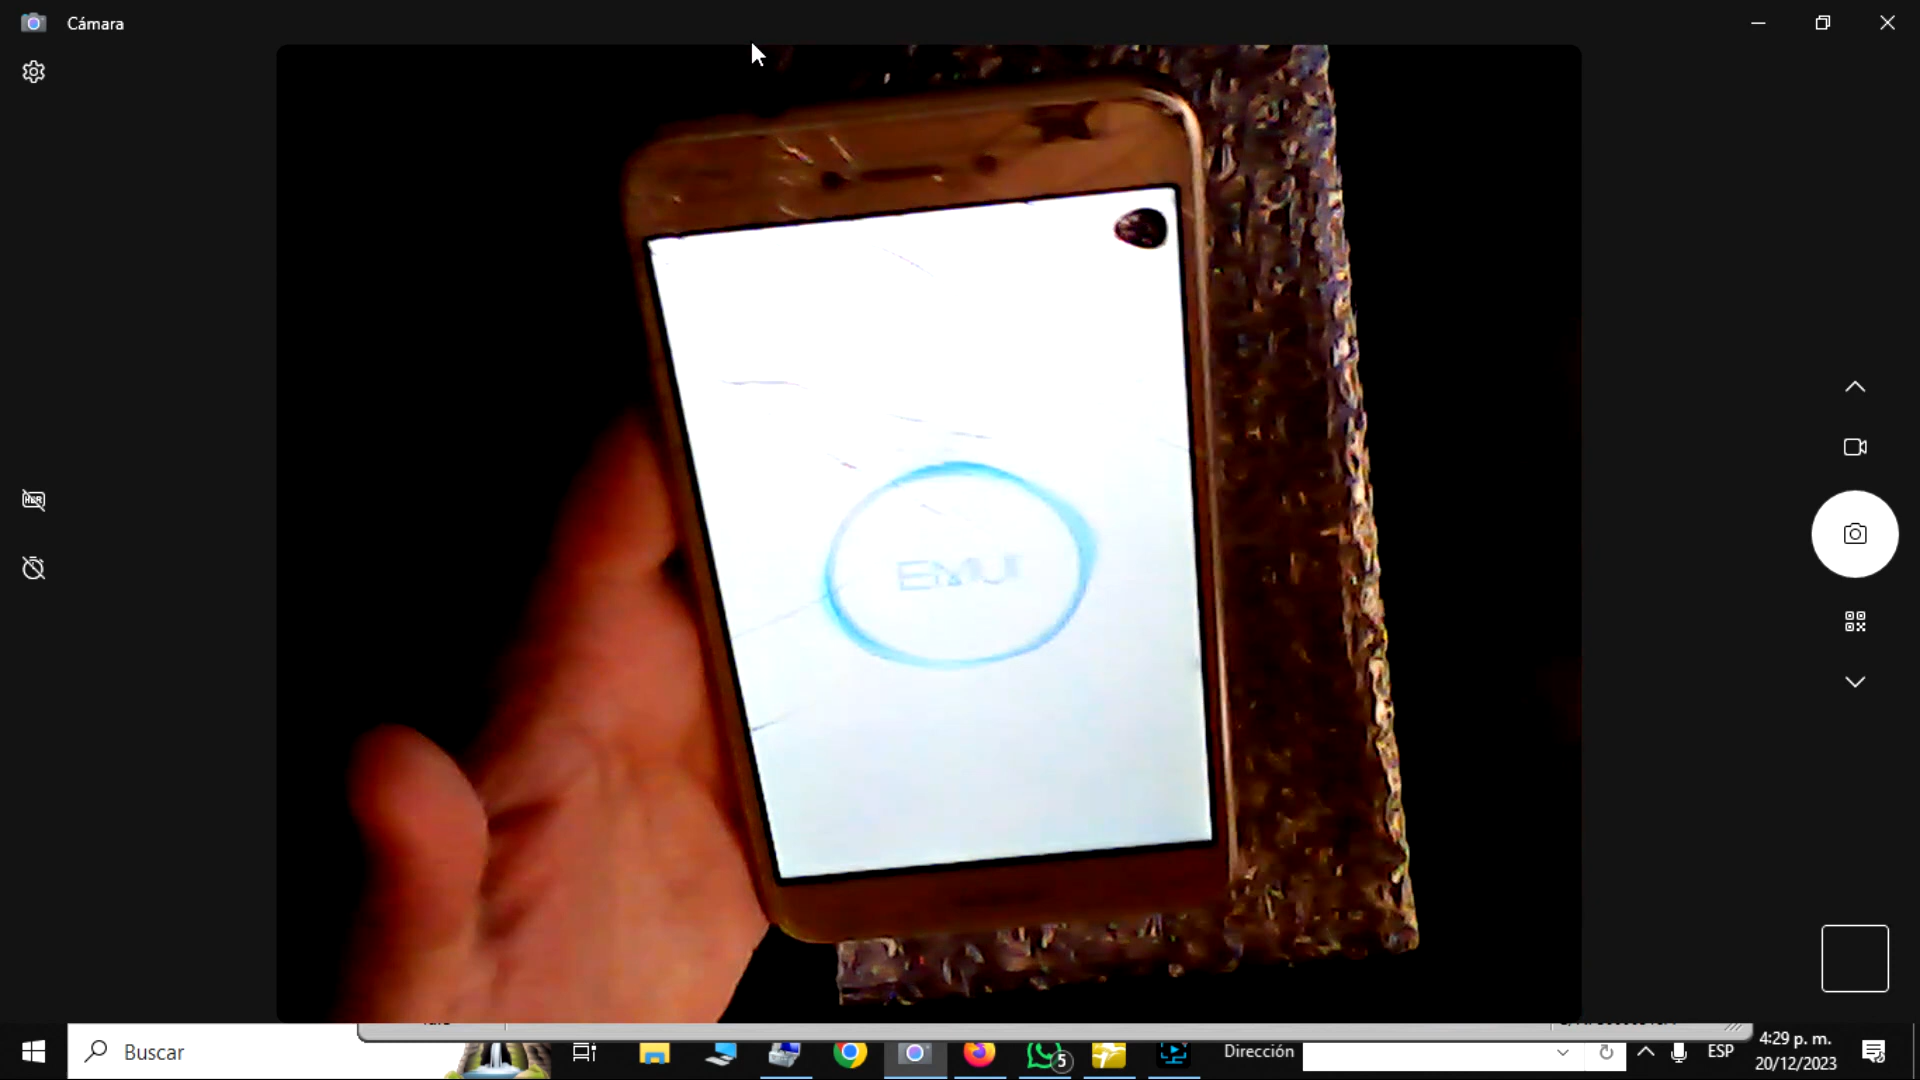 Cámara
EMUI
Buscar
5
Dirección
ESP
4:29 p. m.
20/12/2023